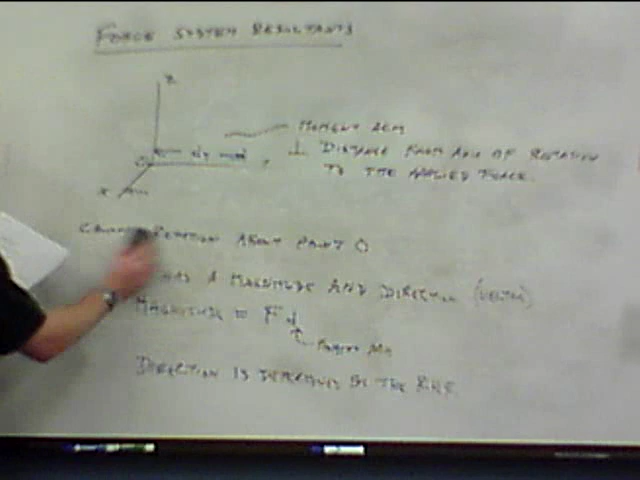 FORCE SYSTEM RESULTANTS
z
MOMENT ARM
⊥ DISTANCE FROM AXIS OF ROTATION
TO THE APPLIED FORCE.
O
x
ROTATION ABOUT POINT O
HAS A MAGNITUDE AND DIRECTION (VECTOR)
MAGNITUDE = Fd
MOMENT ARM
DIRECTION IS DETERMINED BY THE R.H.R.